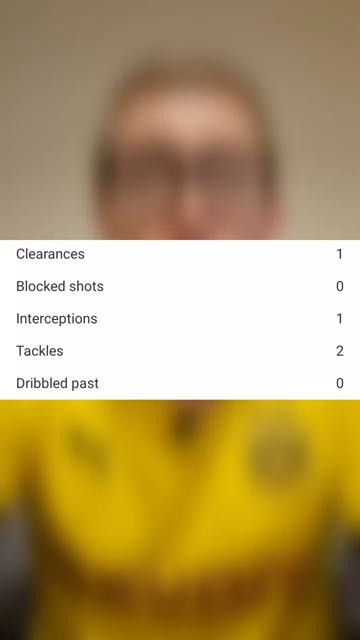 Clearances 1
Blocked shots 0
Interceptions 1
Tackles 2
Dribbled past 0